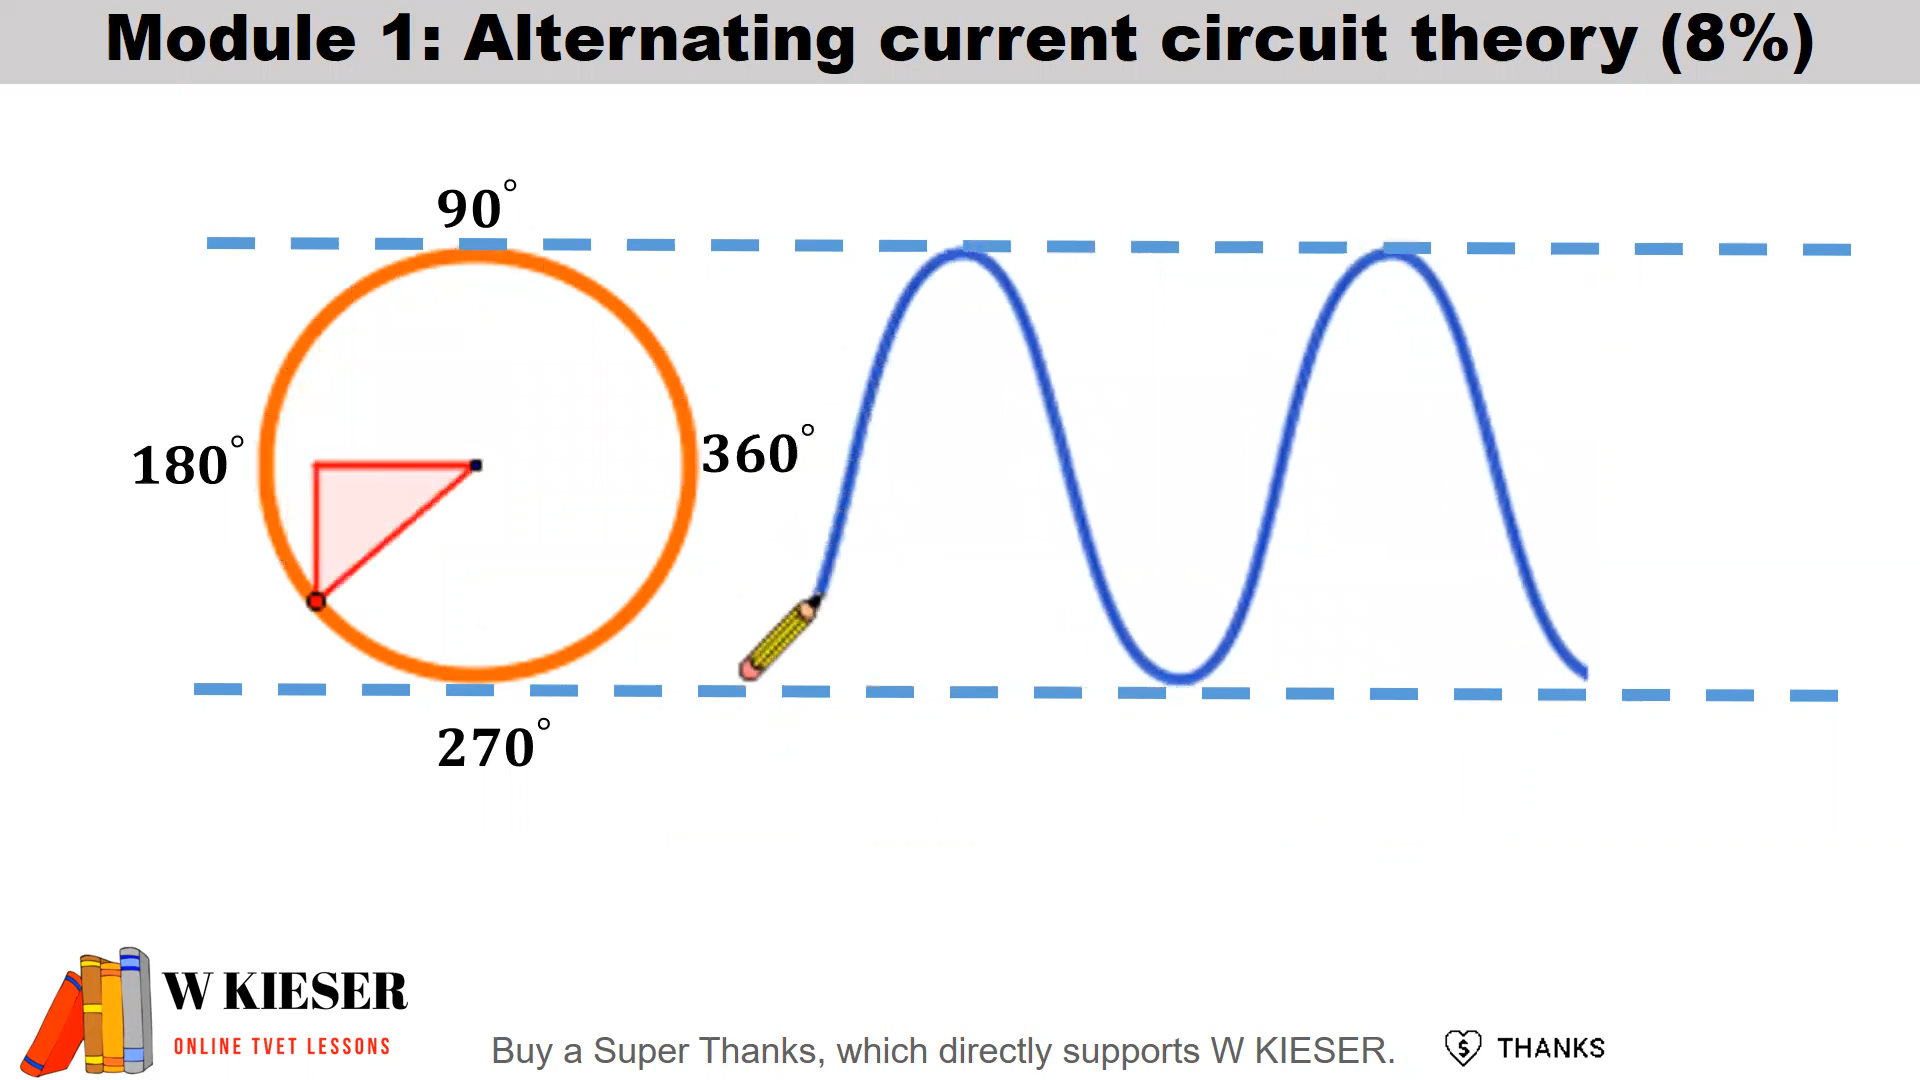 Module 1: Alternating current circuit theory (8%)
90°
180°
360°
270°
W KIESER
ONLINE TVET LESSONS
Buy a Super Thanks, which directly supports W KIESER.
$ THANKS